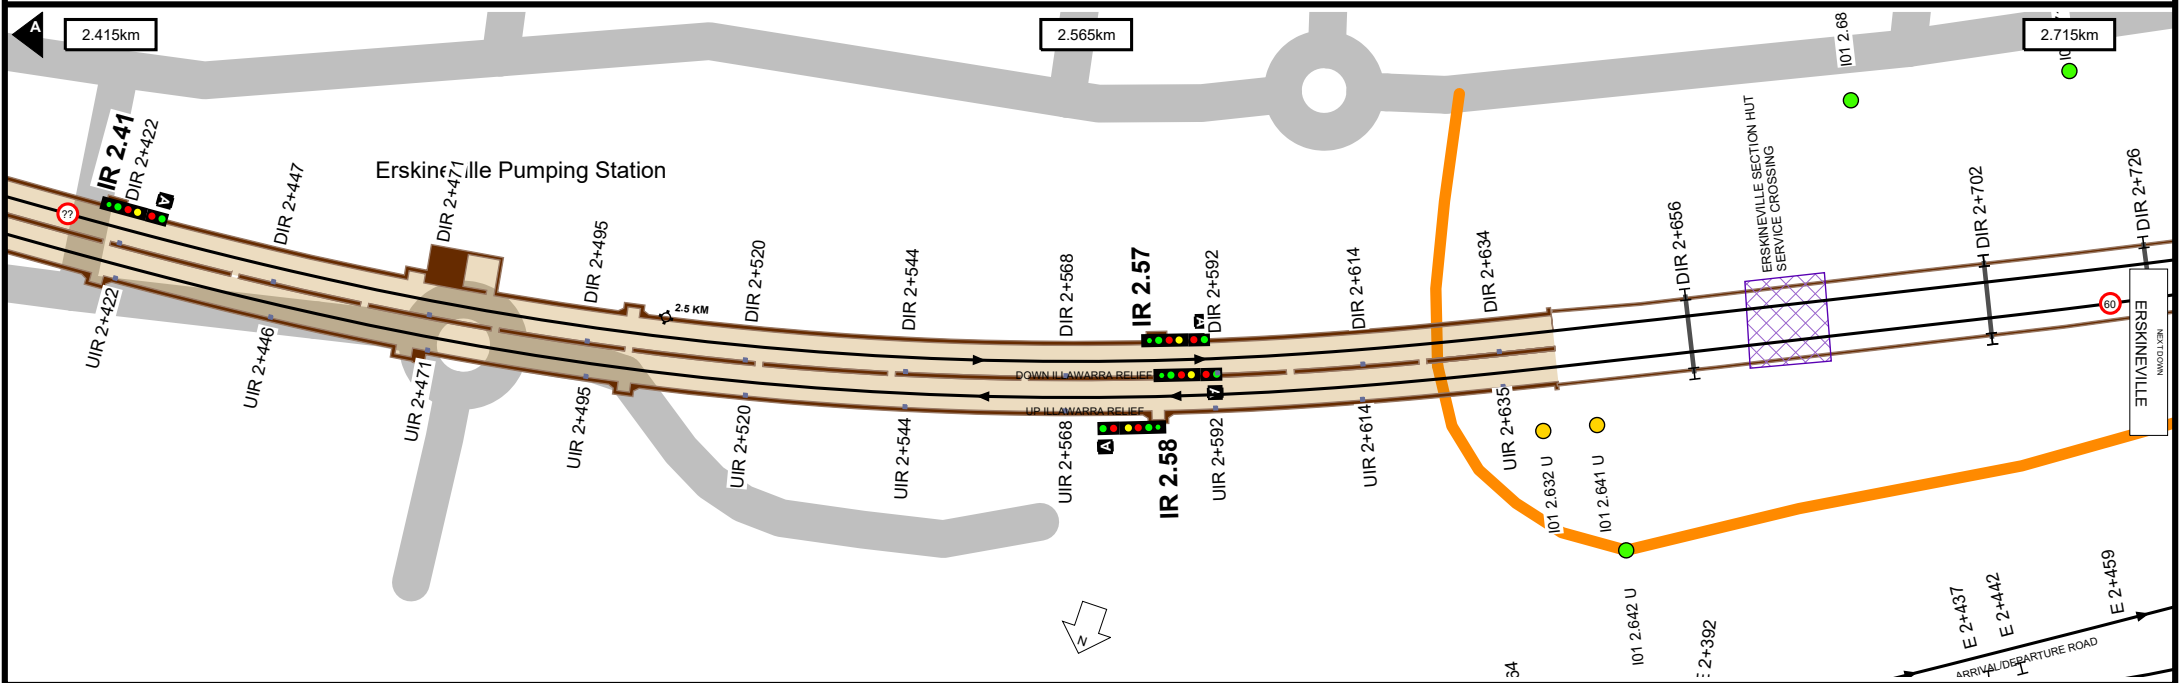 A
2.415km
2.565km
2.715km
I01 2.68
IR 2.41
DIR 2+422
A
??
DIR 2+447
Erskineville Pumping Station
DIR 2+471
DIR 2+495
2.5 KM
DIR 2+520
DIR 2+544
DIR 2+568
IR 2.57
DIR 2+592
A
DIR 2+614
DIR 2+634
DIR 2+656
ERSKINEVILLE SECTION HUT
SERVICE CROSSING
DIR 2+702
DIR 2+726
60
ERSKINEVILLE
NEXT DOWN
DOWN ILLAWARRA RELIEF
UP ILLAWARRA RELIEF
A
A
UIR 2+422
UIR 2+446
UIR 2+471
UIR 2+495
UIR 2+520
UIR 2+544
UIR 2+568
IR 2.58
UIR 2+592
UIR 2+614
UIR 2+635
I01 2.632 U
I01 2.641 U
I01 2.642 U
N
E 2+392
E 2+437
E 2+442
E 2+459
ARRIVAL/DEPARTURE ROAD